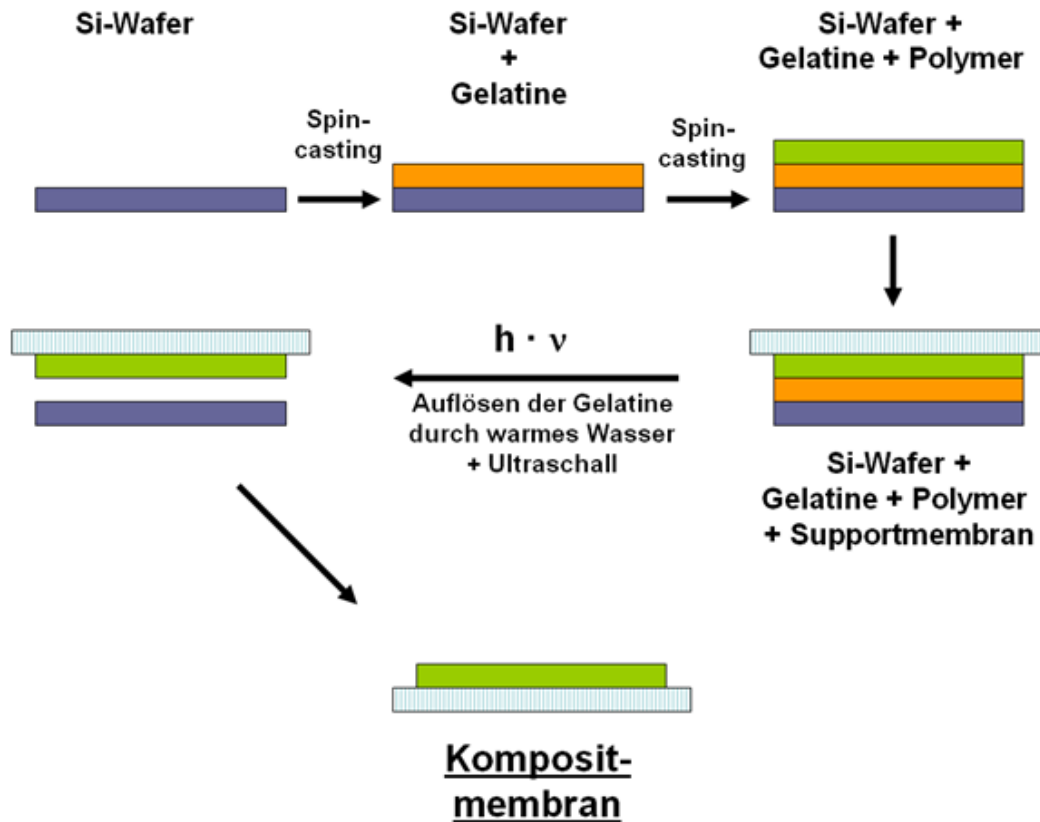 Si-Wafer
Si-Wafer
+
Gelatine
Si-Wafer +
Gelatine + Polymer
Spin-
casting
Spin-
casting
h · ν
Auflösen der Gelatine
durch warmes Wasser
+ Ultraschall
Si-Wafer +
Gelatine + Polymer
+ Supportmembran
Komposit-
membran